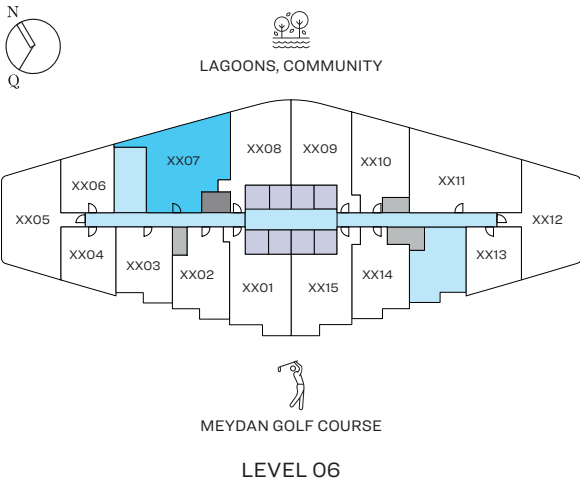 N
Q
LAGOONS, COMMUNITY
XX08 XX09
XX07 XX10
XX06 XX11
XX05 XX12
XX04 XX13
XX03 XX02 XX14
XX01 XX15
MEYDAN GOLF COURSE
LEVEL 06